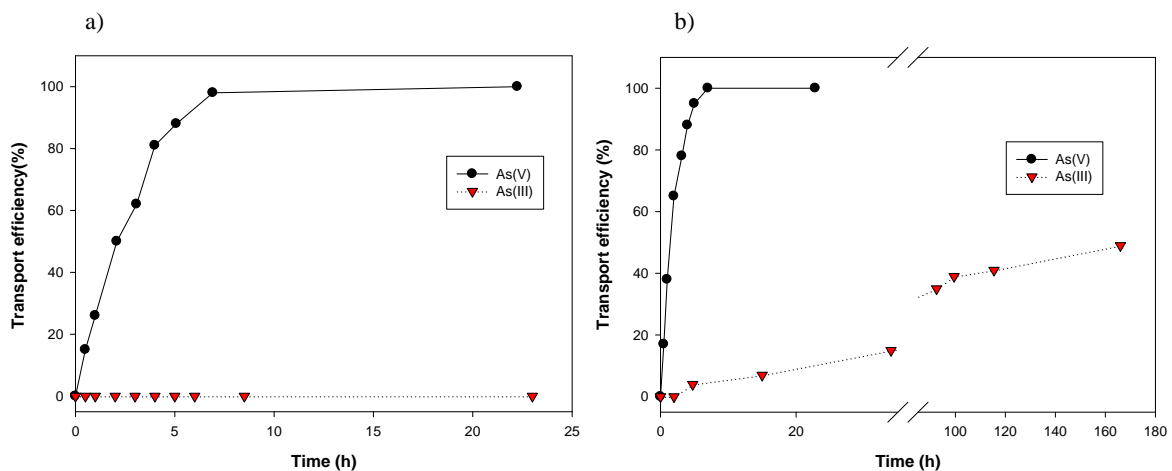 a)
Transport efficiency(%)
100
80
60
40
20
0
0 5 10 15 20 25
Time (h)
As(V)
As(III)
b)
Transport efficiency (%)
100
80
60
40
20
0
0 20 100 120 140 160 180
Time (h)
As(V)
As(III)